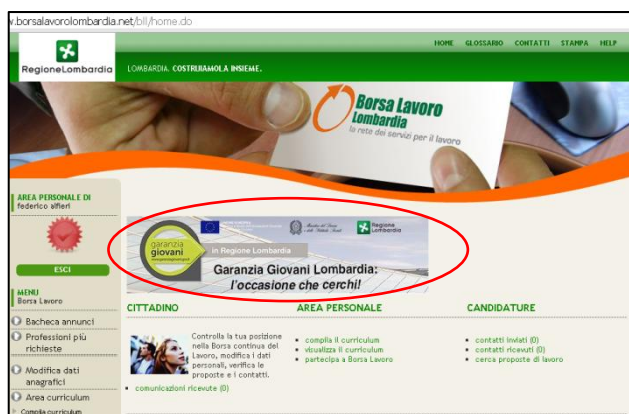 v.borsalavorolombardia.net/bll/home.do
HOME GLOSSARIO CONTATTI STAMPA HELP
RegioneLombardia
LOMBARDIA. COSTRUIAMOLA INSIEME.
Borsa Lavoro
Lombardia
la rete dei servizi per il lavoro
AREA PERSONALE DI
federico alfieri
ESCI
MENU
Borsa Lavoro
Bacheca annunci
Professioni più
richieste
Modifica dati
anagrafici
Area curriculum
Compila curriculum
Regione
Lombardia
garanzia
giovani
in Regione Lombardia
Garanzia Giovani Lombardia:
l'occasione che cerchi!
CITTADINO
Controlla la tua posizione
nella Borsa continua del
Lavoro, modifica i dati
personali, verifica le
proposte e i contatti.
comunicazioni ricevute (0)
AREA PERSONALE
compila il curriculum
visualizza il curriculum
partecipa a Borsa Lavoro
CANDIDATURE
contatti inviati (0)
contatti ricevuti (0)
cerca proposte di lavoro